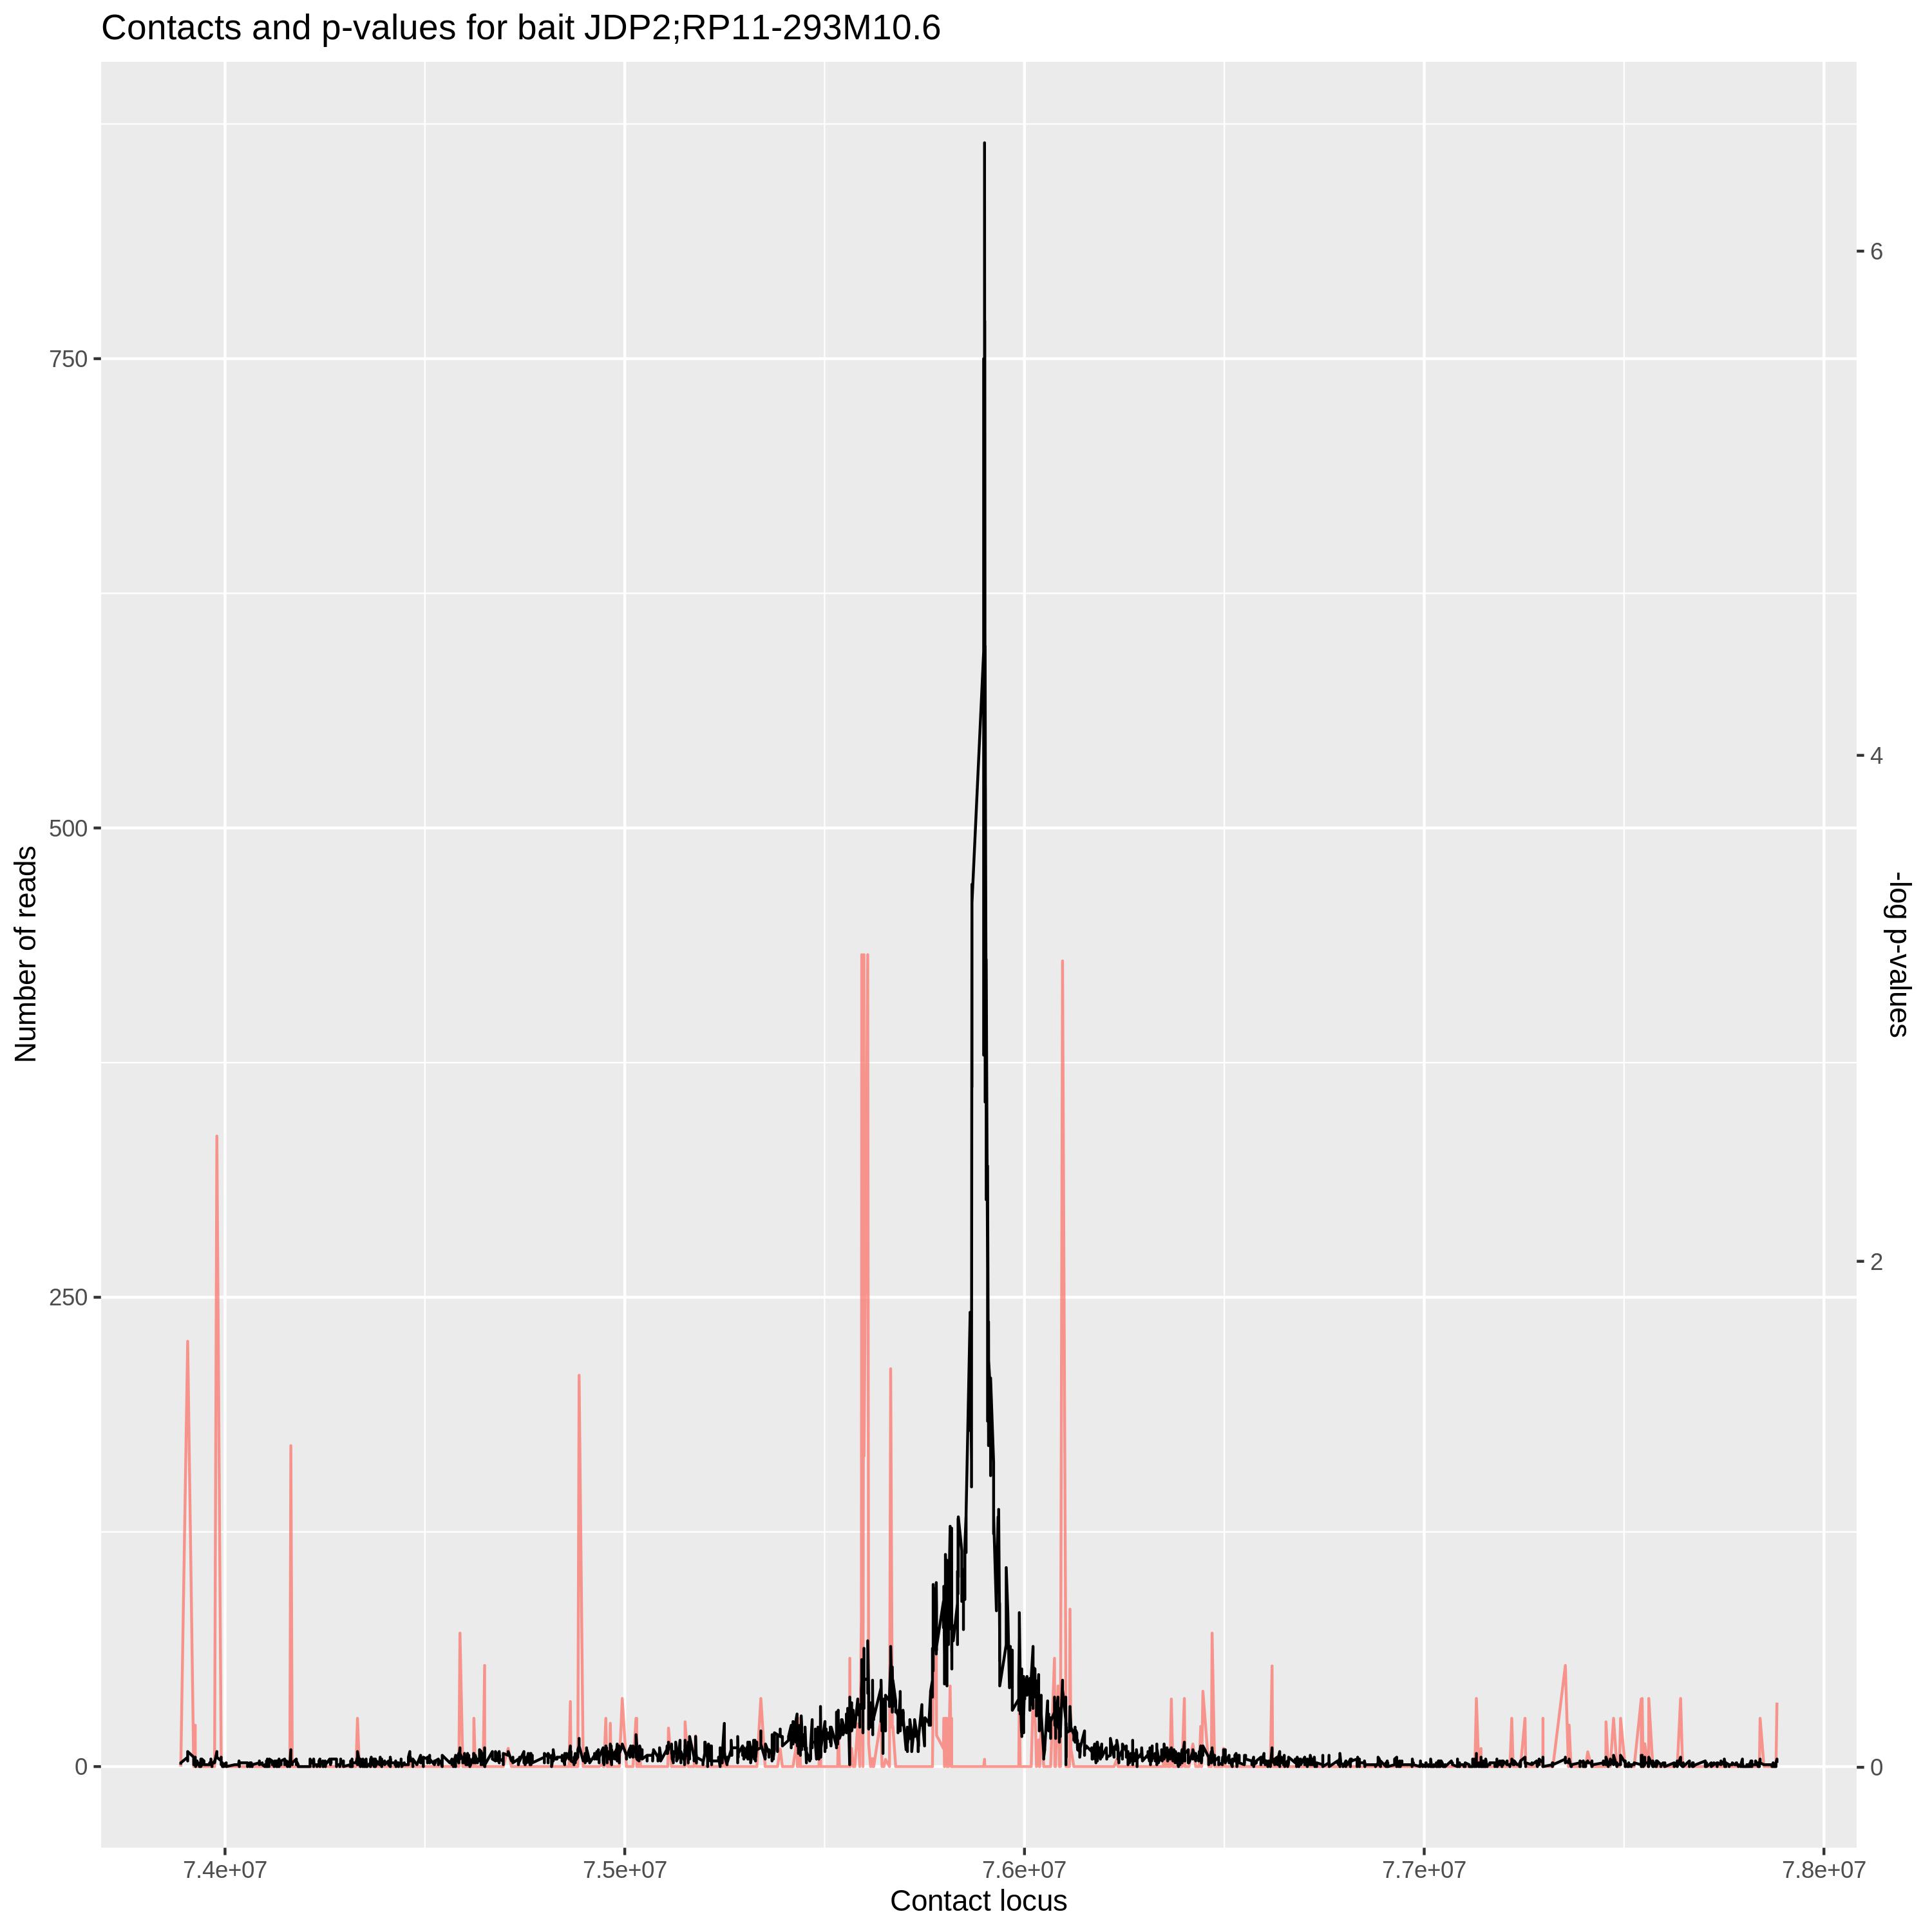 Contacts and p-values for bait JDP2;RP11-293M10.6
Number of reads
750
500
250
0
-log p-values
6
4
2
0
7.4e+07 7.5e+07 7.6e+07 7.7e+07 7.8e+07
Contact locus